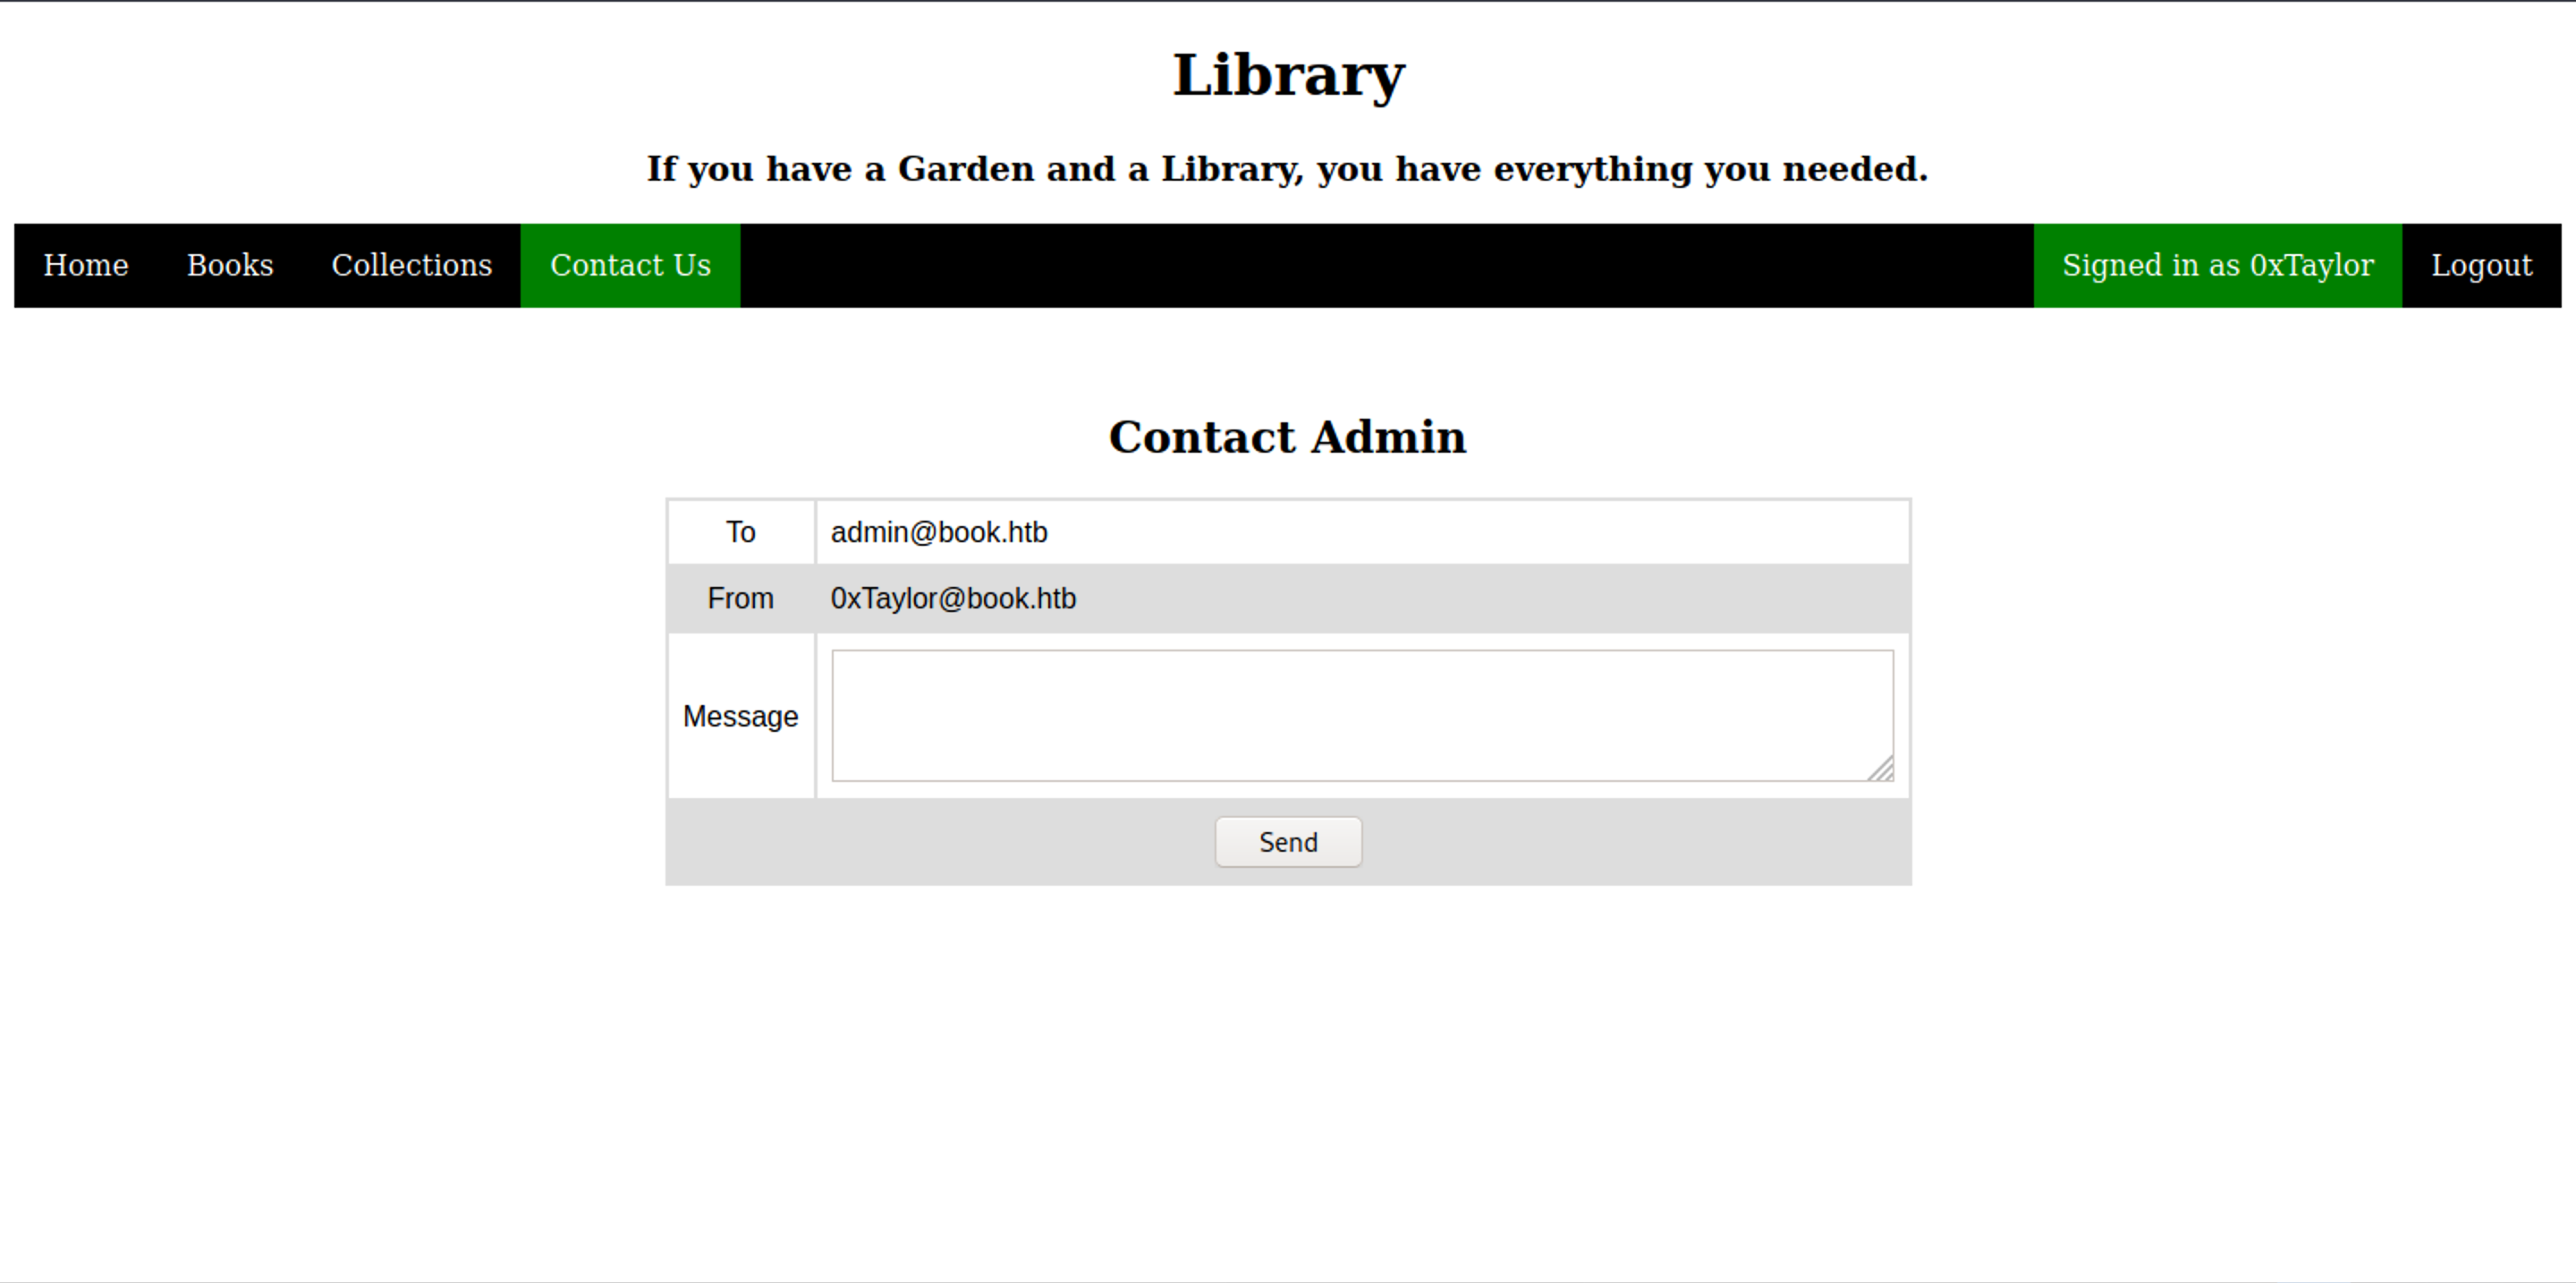 Library
If you have a Garden and a Library, you have everything you needed.
Home Books Collections Contact Us Signed in as 0xTaylor Logout
Contact Admin
To admin@book.htb
From 0xTaylor@book.htb
Message
Send